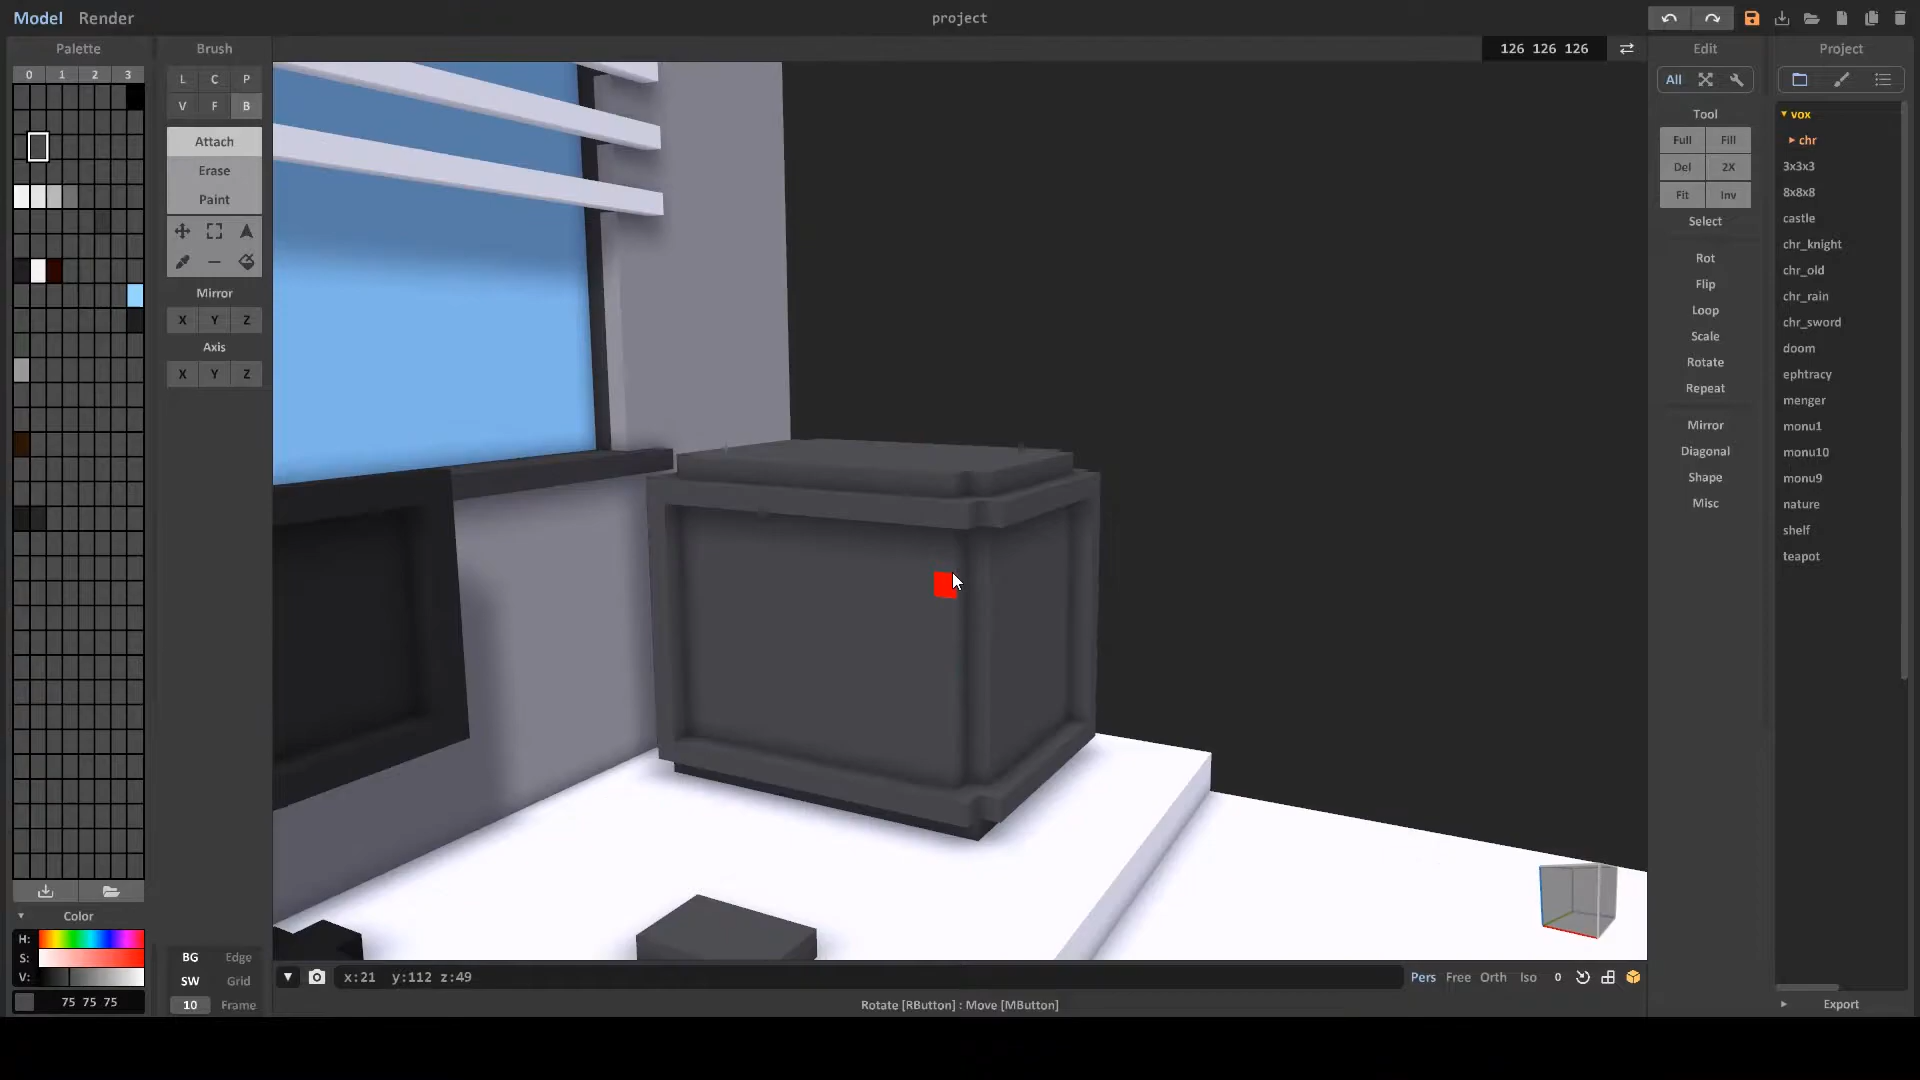 Model Render project
Palette Brush 126 126 126 Edit Project
0 1 2 3
L C P
V F B
Attach
Erase
Paint
Mirror
X Y Z
Axis
X Y Z
All
Tool
Full Fill
Del 2X
Fit Inv
Select
Rot
Flip
Loop
Scale
Rotate
Repeat
Mirror
Diagonal
Shape
Misc
vox
chr
3x3x3
8x8x8
castle
chr_knight
chr_old
chr_rain
chr_sword
doom
ephtracy
menger
monu1
monu10
monu9
nature
shelf
teapot
Color
H:
S:
V:
75 75 75
BG Edge
SW Grid
10 Frame
x:21 y:112 z:49
Pers Free Orth Iso 0
Rotate [RButton] : Move [MButton]
Export